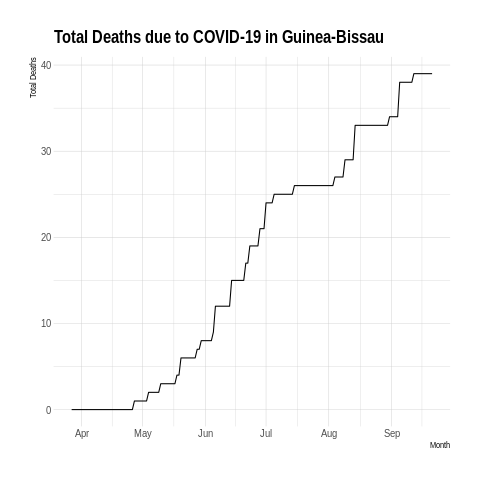 Total Deaths due to COVID-19 in Guinea-Bissau
Total Deaths
40
30
20
10
0
Apr May Jun Jul Aug Sep
Month